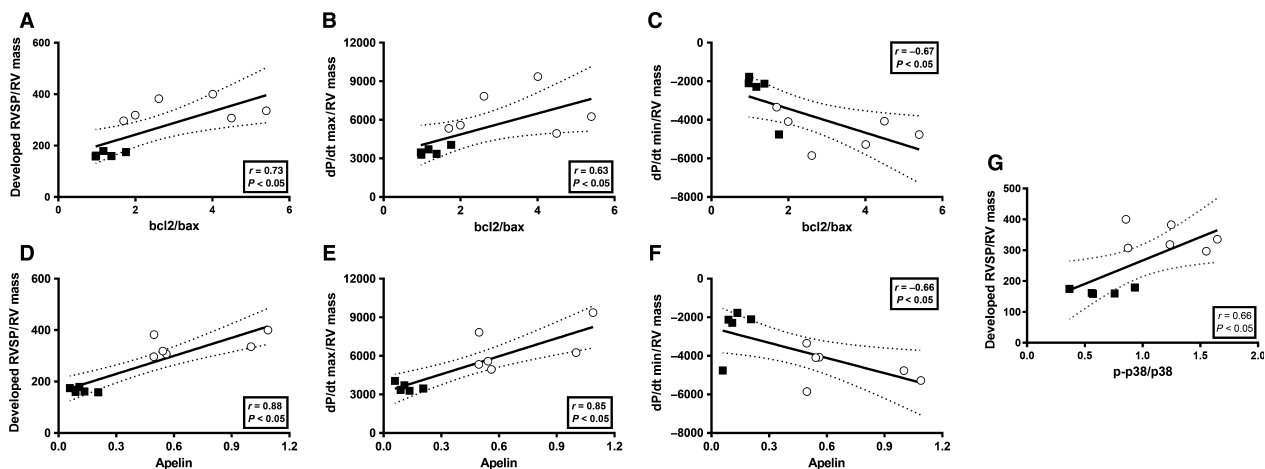 A
Developed RVSP/RV mass
600
400
200
0
0 2 4 6
bcl2/bax
r = 0.73
P < 0.05
B
dP/dt max/RV mass
12000
9000
6000
3000
0
0 2 4 6
bcl2/bax
r = 0.63
P < 0.05
C
dP/dt min/RV mass
0
−2000
−4000
−6000
−8000
0 2 4 6
bcl2/bax
r = −0.67
P < 0.05
D
Developed RVSP/RV mass
600
400
200
0
0.0 0.3 0.6 0.9 1.2
Apelin
r = 0.88
P < 0.05
E
dP/dt max/RV mass
12000
9000
6000
3000
0
0.0 0.3 0.6 0.9 1.2
Apelin
r = 0.85
P < 0.05
F
dP/dt min/RV mass
0
−2000
−4000
−6000
−8000
0.0 0.3 0.6 0.9 1.2
Apelin
r = −0.66
P < 0.05
G
Developed RVSP/RV mass
500
400
300
200
100
0
0.0 0.5 1.0 1.5 2.0
p-p38/p38
r = 0.66
P < 0.05